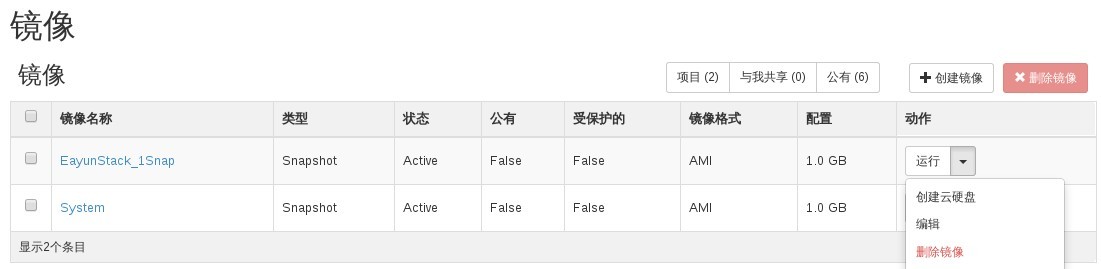 镜像
镜像 项目 (2) 与我共享 (0) 公有 (6) 创建镜像 删除镜像
镜像名称 类型 状态 公有 受保护的 镜像格式 配置 动作
EayunStack_1Snap Snapshot Active False False AMI 1.0 GB 运行
System Snapshot Active False False AMI 1.0 GB 创建云硬盘
编辑
显示2个条目 删除镜像